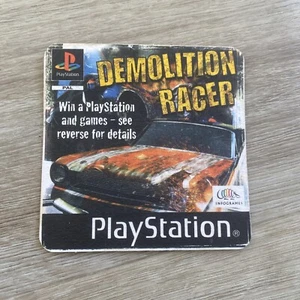 PlayStation
PAL
DEMOLITION
RACER
Win a PlayStation
and games – see
reverse for details
INFOGRAMES
PlayStation®